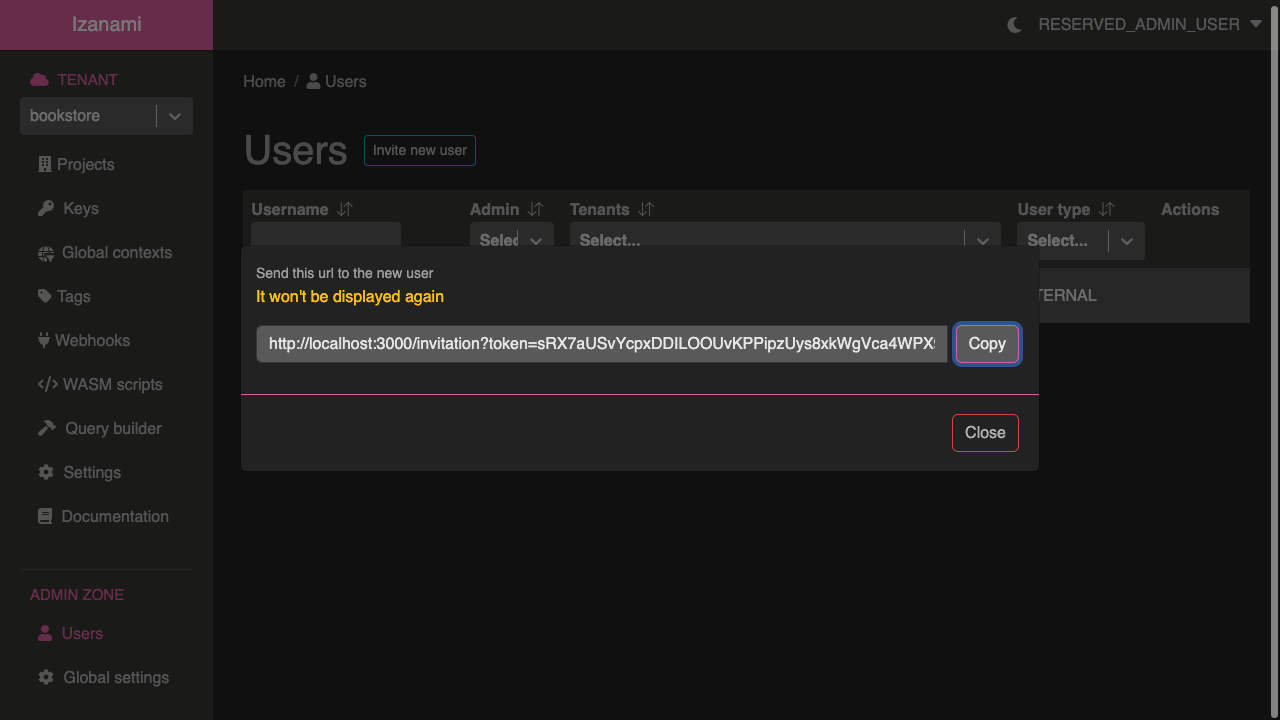 Izanami
RESERVED_ADMIN_USER
TENANT
bookstore
Projects
Keys
Global contexts
Tags
Webhooks
WASM scripts
Query builder
Settings
Documentation
ADMIN ZONE
Users
Global settings
Home / Users
Users
Invite new user
Username Admin Tenants User type Actions
Selec Select... Select...
TERNAL
Send this url to the new user
It won't be displayed again
http://localhost:3000/invitation?token=sRX7aUSvYcpxDDILOOUvKPPipzUys8xkWgVca4WPX
Copy
Close